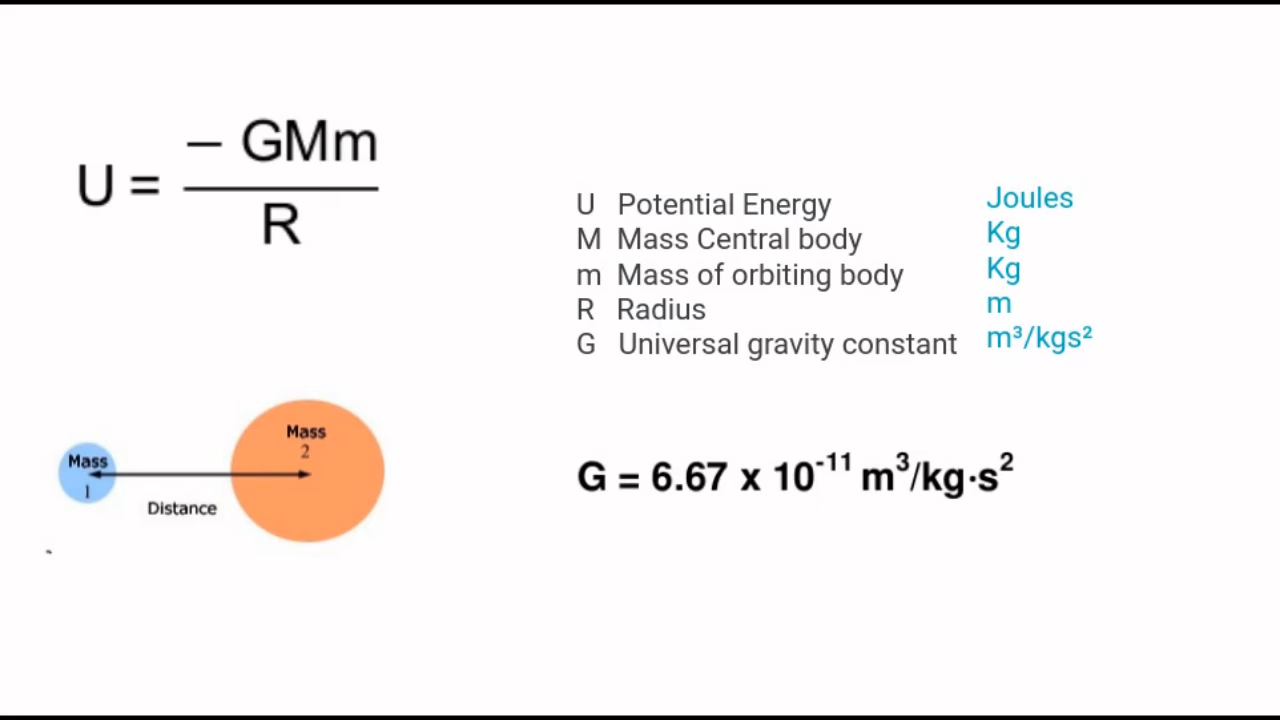 U = − GMm / R
U Potential Energy Joules
M Mass Central body Kg
m Mass of orbiting body Kg
R Radius m
G Universal gravity constant m³/kgs²
Mass
1
Mass
2
Distance
G = 6.67 x 10⁻¹¹ m³/kg·s²